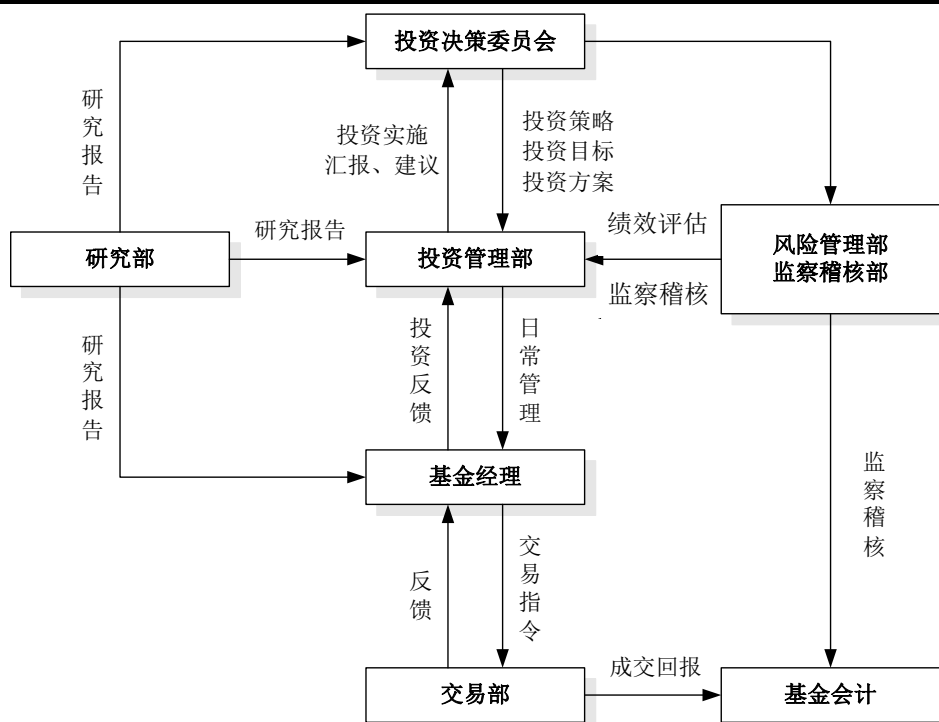 投资决策委员会
研究报告
投资实施
汇报、建议
投资策略
投资目标
投资方案
研究部
研究报告
投资管理部
绩效评估
监察稽核
风险管理部
监察稽核部
研究报告
投资反馈
日常管理
基金经理
监察稽核
反馈
交易指令
交易部
成交回报
基金会计